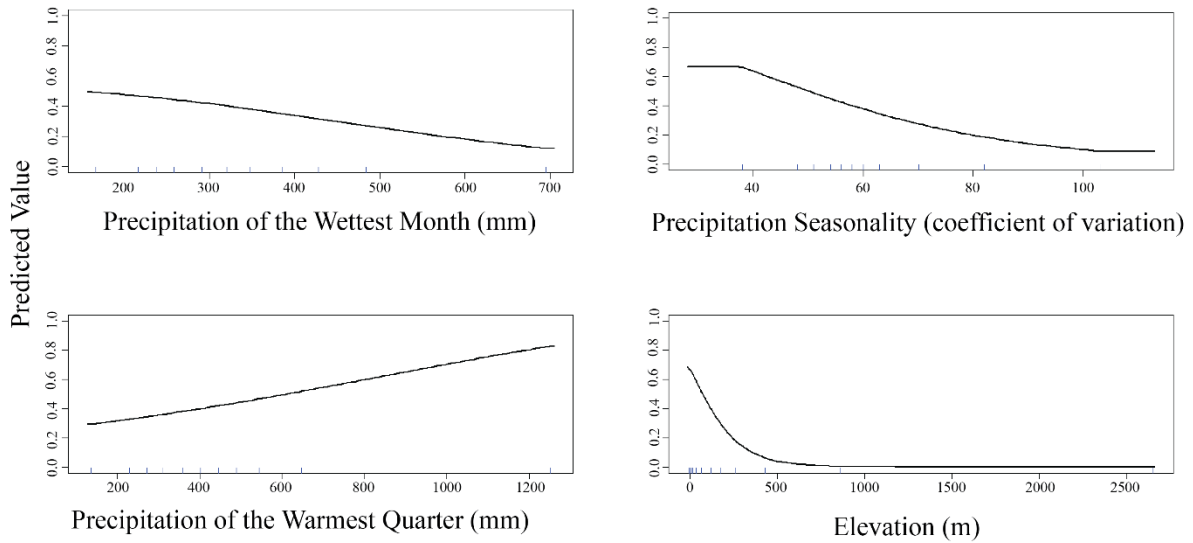 Predicted Value
1.0
0.8
0.6
0.4
0.2
0.0
200 300 400 500 600 700
Precipitation of the Wettest Month (mm)
1.0
0.8
0.6
0.4
0.2
0.0
40 60 80 100
Precipitation Seasonality (coefficient of variation)
1.0
0.8
0.6
0.4
0.2
0.0
200 400 600 800 1000 1200
Precipitation of the Warmest Quarter (mm)
1.0
0.8
0.6
0.4
0.2
0.0
0 500 1000 1500 2000 2500
Elevation (m)